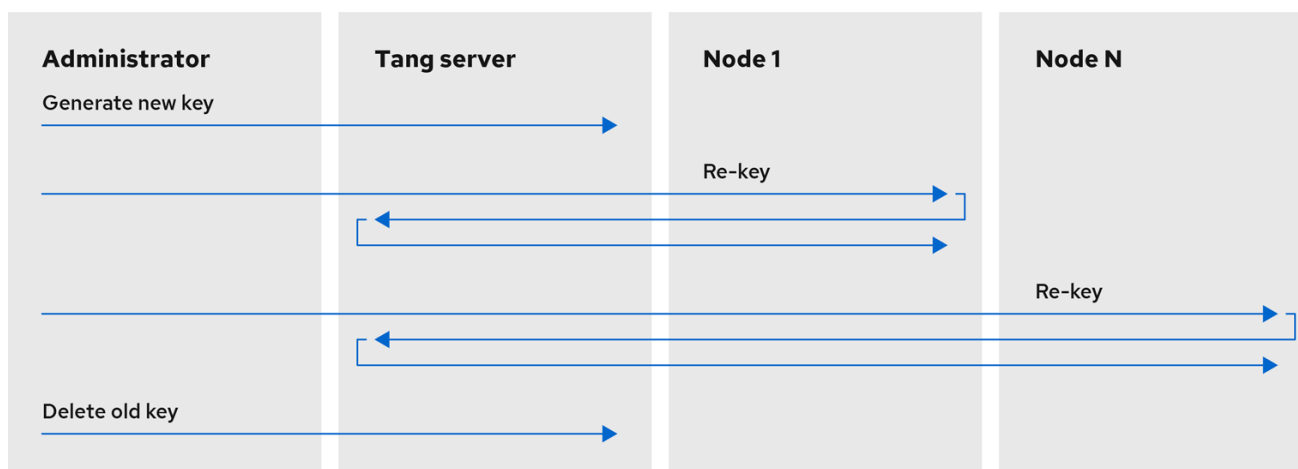 Administrator
Tang server
Node 1
Node N
Generate new key
Re-key
Re-key
Delete old key